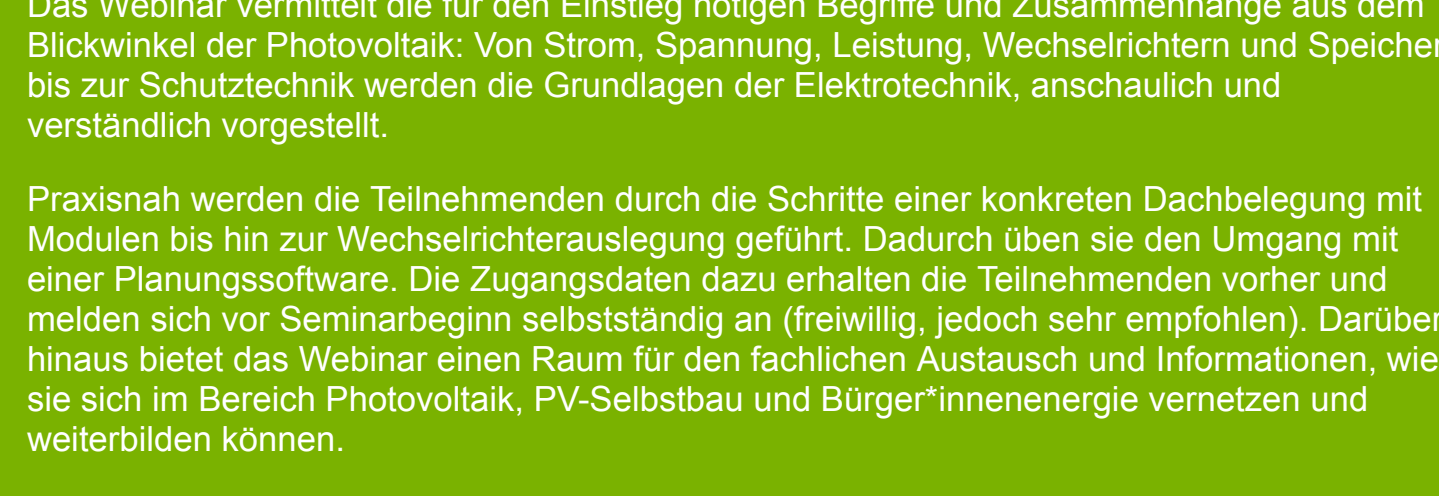 Das Webinar vermittelt die für den Einstieg nötigen Begriffe und Zusammenhänge aus dem
Blickwinkel der Photovoltaik: Von Strom, Spannung, Leistung, Wechselrichtern und Speicher
bis zur Schutztechnik werden die Grundlagen der Elektrotechnik, anschaulich und
verständlich vorgestellt.
Praxisnah werden die Teilnehmenden durch die Schritte einer konkreten Dachbelegung mit
Modulen bis hin zur Wechselrichterauslegung geführt. Dadurch üben sie den Umgang mit
einer Planungssoftware. Die Zugangsdaten dazu erhalten die Teilnehmenden vorher und
melden sich vor Seminarbeginn selbstständig an (freiwillig, jedoch sehr empfohlen). Darüber
hinaus bietet das Webinar einen Raum für den fachlichen Austausch und Informationen, wie
sie sich im Bereich Photovoltaik, PV-Selbstbau und Bürger*innenenergie vernetzen und
weiterbilden können.